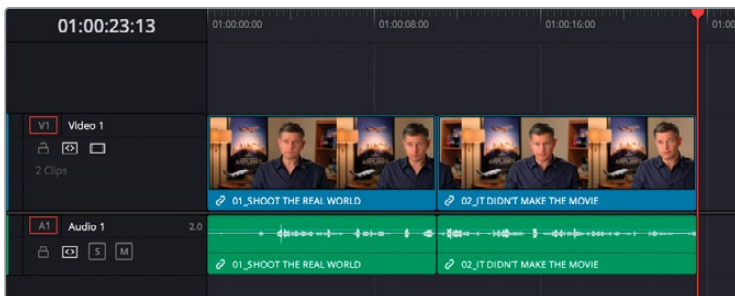 01:00:23:13
01:00:00:00 01:00:08:00 01:00:16:00 01:00
V1 Video 1
2 Clips
01_SHOOT THE REAL WORLD 02_IT DIDN'T MAKE THE MOVIE
A1 Audio 1 2.0
S M
01_SHOOT THE REAL WORLD 02_IT DIDN'T MAKE THE MOVIE